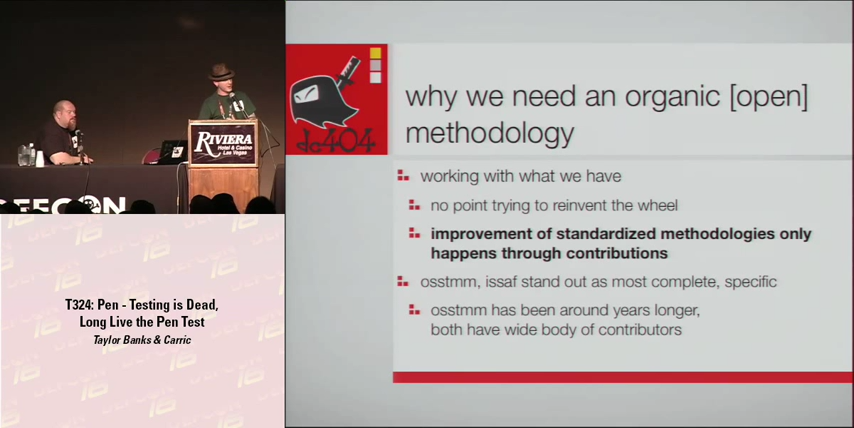 RIVIERA
Hotel & Casino
Las Vegas
DEFCON
T324: Pen - Testing is Dead,
Long Live the Pen Test
Taylor Banks & Carric
dc404
why we need an organic [open]
methodology
working with what we have
no point trying to reinvent the wheel
improvement of standardized methodologies only
happens through contributions
osstmm, issaf stand out as most complete, specific
osstmm has been around years longer,
both have wide body of contributors